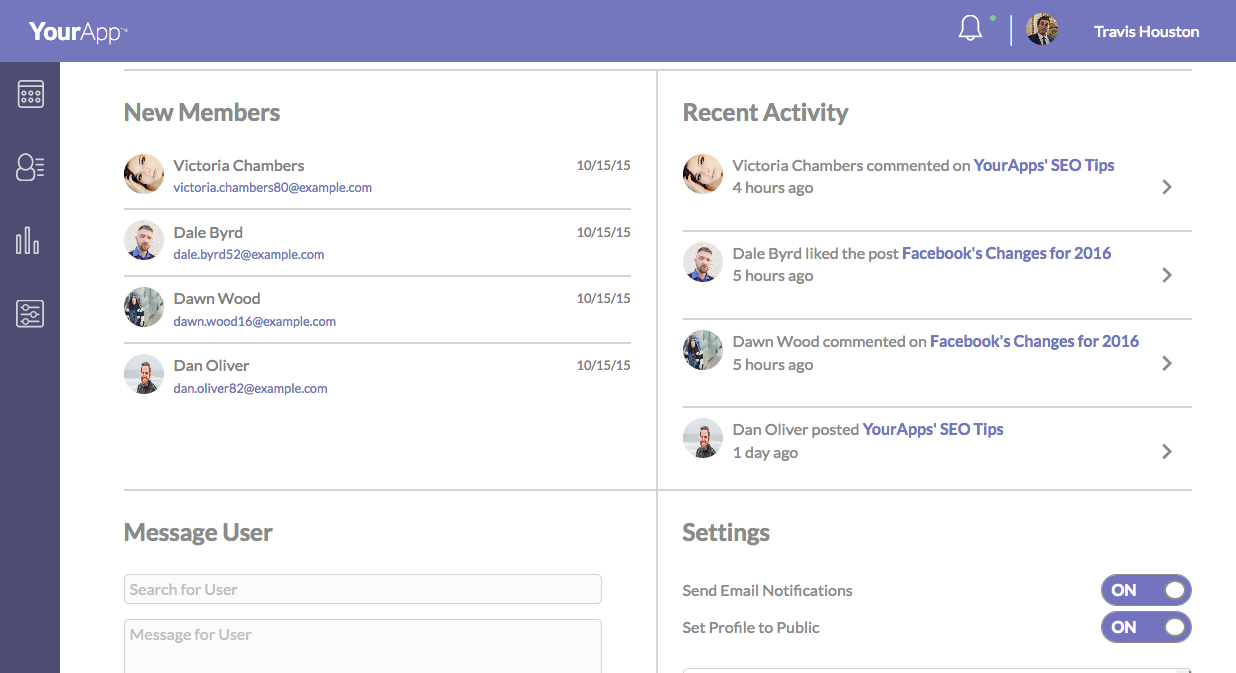 YourApp™
Travis Houston
New Members
Victoria Chambers
10/15/15
victoria.chambers80@example.com
Dale Byrd
10/15/15
dale.byrd52@example.com
Dawn Wood
10/15/15
dawn.wood16@example.com
Dan Oliver
10/15/15
dan.oliver82@example.com
Recent Activity
Victoria Chambers commented on YourApps' SEO Tips
4 hours ago
Dale Byrd liked the post Facebook's Changes for 2016
5 hours ago
Dawn Wood commented on Facebook's Changes for 2016
5 hours ago
Dan Oliver posted YourApps' SEO Tips
1 day ago
Message User
Search for User
Message for User
Settings
Send Email Notifications
ON
Set Profile to Public
ON